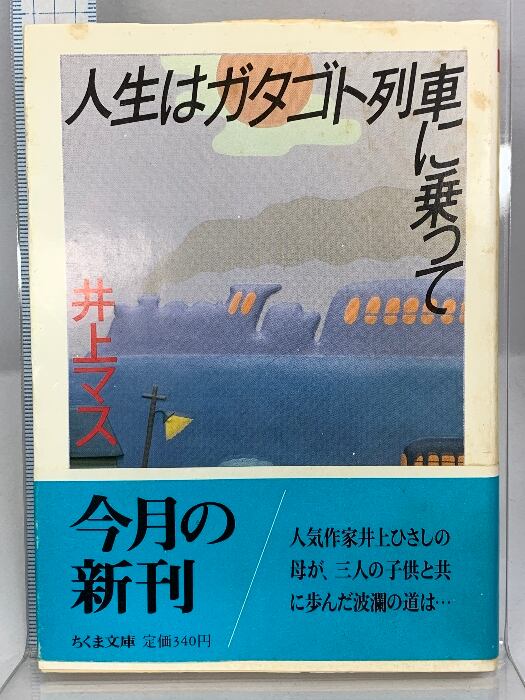 人生はガタゴト列車に乗って
井上マス
今月の
新刊
人気作家井上ひさしの
母が、三人の子供と共
に歩んだ波瀾の道は…
ちくま文庫 定価340円